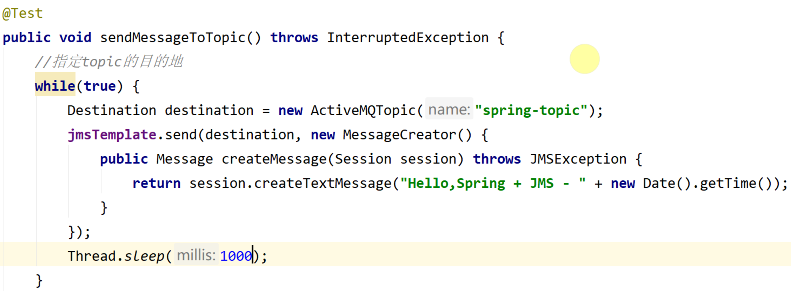 @Test
public void sendMessageToTopic() throws InterruptedException {
//指定topic的目的地
while(true) {
Destination destination = new ActiveMQTopic( name: "spring-topic");
jmsTemplate.send(destination, new MessageCreator() {
public Message createMessage(Session session) throws JMSException {
return session.createTextMessage("Hello,Spring + JMS - " + new Date().getTime());
}
});
Thread.sleep( millis: 1000);
}